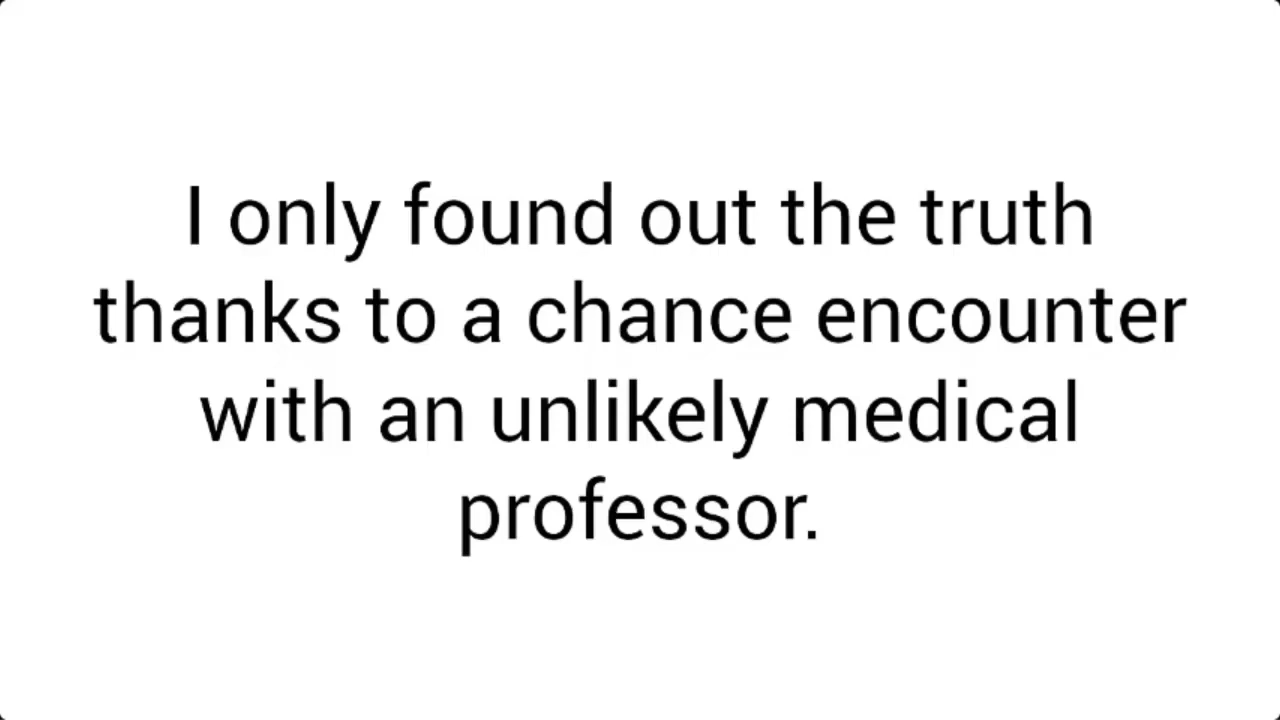 I only found out the truth
thanks to a chance encounter
with an unlikely medical
professor.